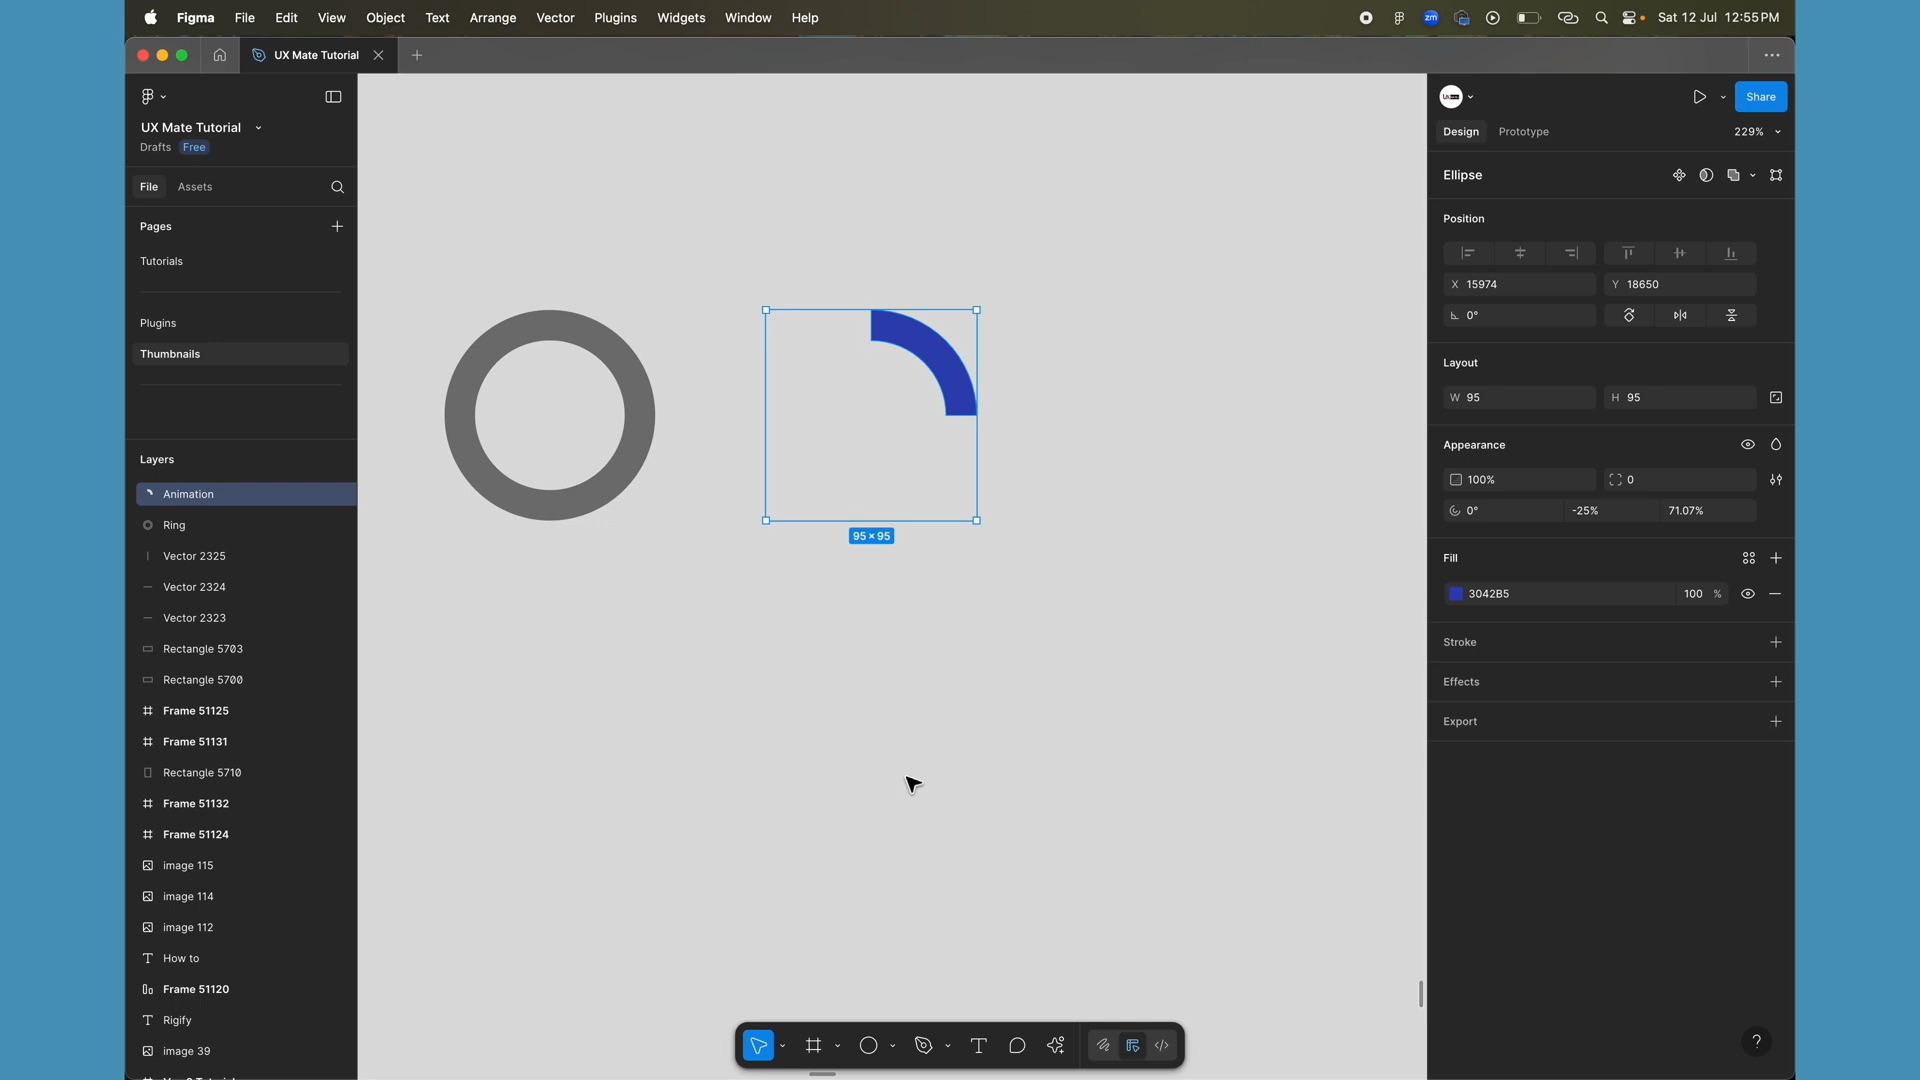 Figma File Edit View Object Text Arrange Vector Plugins Widgets Window Help
zm
Sat 12 Jul 12:55 PM
UX Mate Tutorial
UX Mate Tutorial
Drafts Free
File Assets
Pages
Tutorials
Plugins
Thumbnails
Layers
Animation
Ring
Vector 2325
Vector 2324
Vector 2323
Rectangle 5703
Rectangle 5700
Frame 51125
Frame 51131
Rectangle 5710
Frame 51132
Frame 51124
image 115
image 114
image 112
How to
Frame 51120
Rigify
image 39
95 × 95
Share
Design Prototype 229%
Ellipse
Position
X 15974 Y 18650
0°
Layout
W 95 H 95
Appearance
100% 0
0° -25% 71.07%
Fill
3042B5 100 %
Stroke
Effects
Export
?